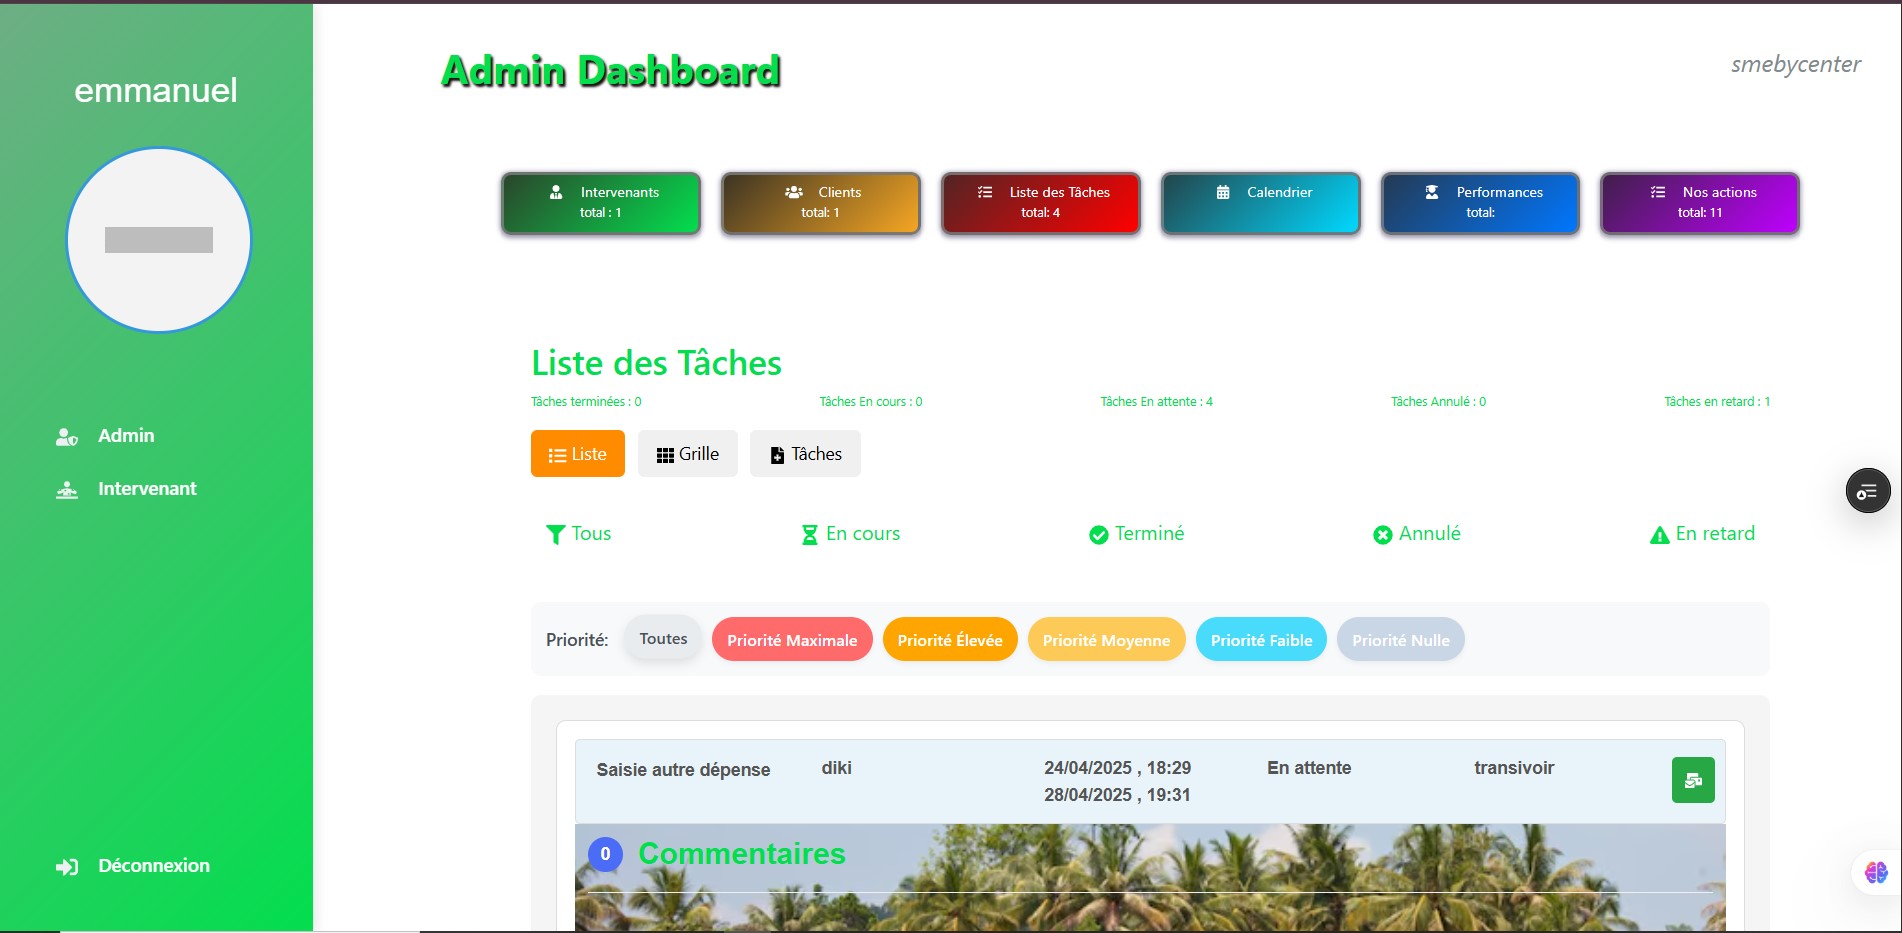 emmanuel
Admin
Intervenant
Déconnexion
Admin Dashboard
smebycenter
Intervenants
total : 1
Clients
total: 1
Liste des Tâches
total: 4
Calendrier
Performances
total:
Nos actions
total: 11
Liste des Tâches
Tâches terminées : 0
Tâches En cours : 0
Tâches En attente : 4
Tâches Annulé : 0
Tâches en retard : 1
Liste
Grille
Tâches
Tous
En cours
Terminé
Annulé
En retard
Priorité:
Toutes
Priorité Maximale
Priorité Élevée
Priorité Moyenne
Priorité Faible
Priorité Nulle
Saisie autre dépense
diki
24/04/2025 , 18:29
28/04/2025 , 19:31
En attente
transivoir
0 Commentaires